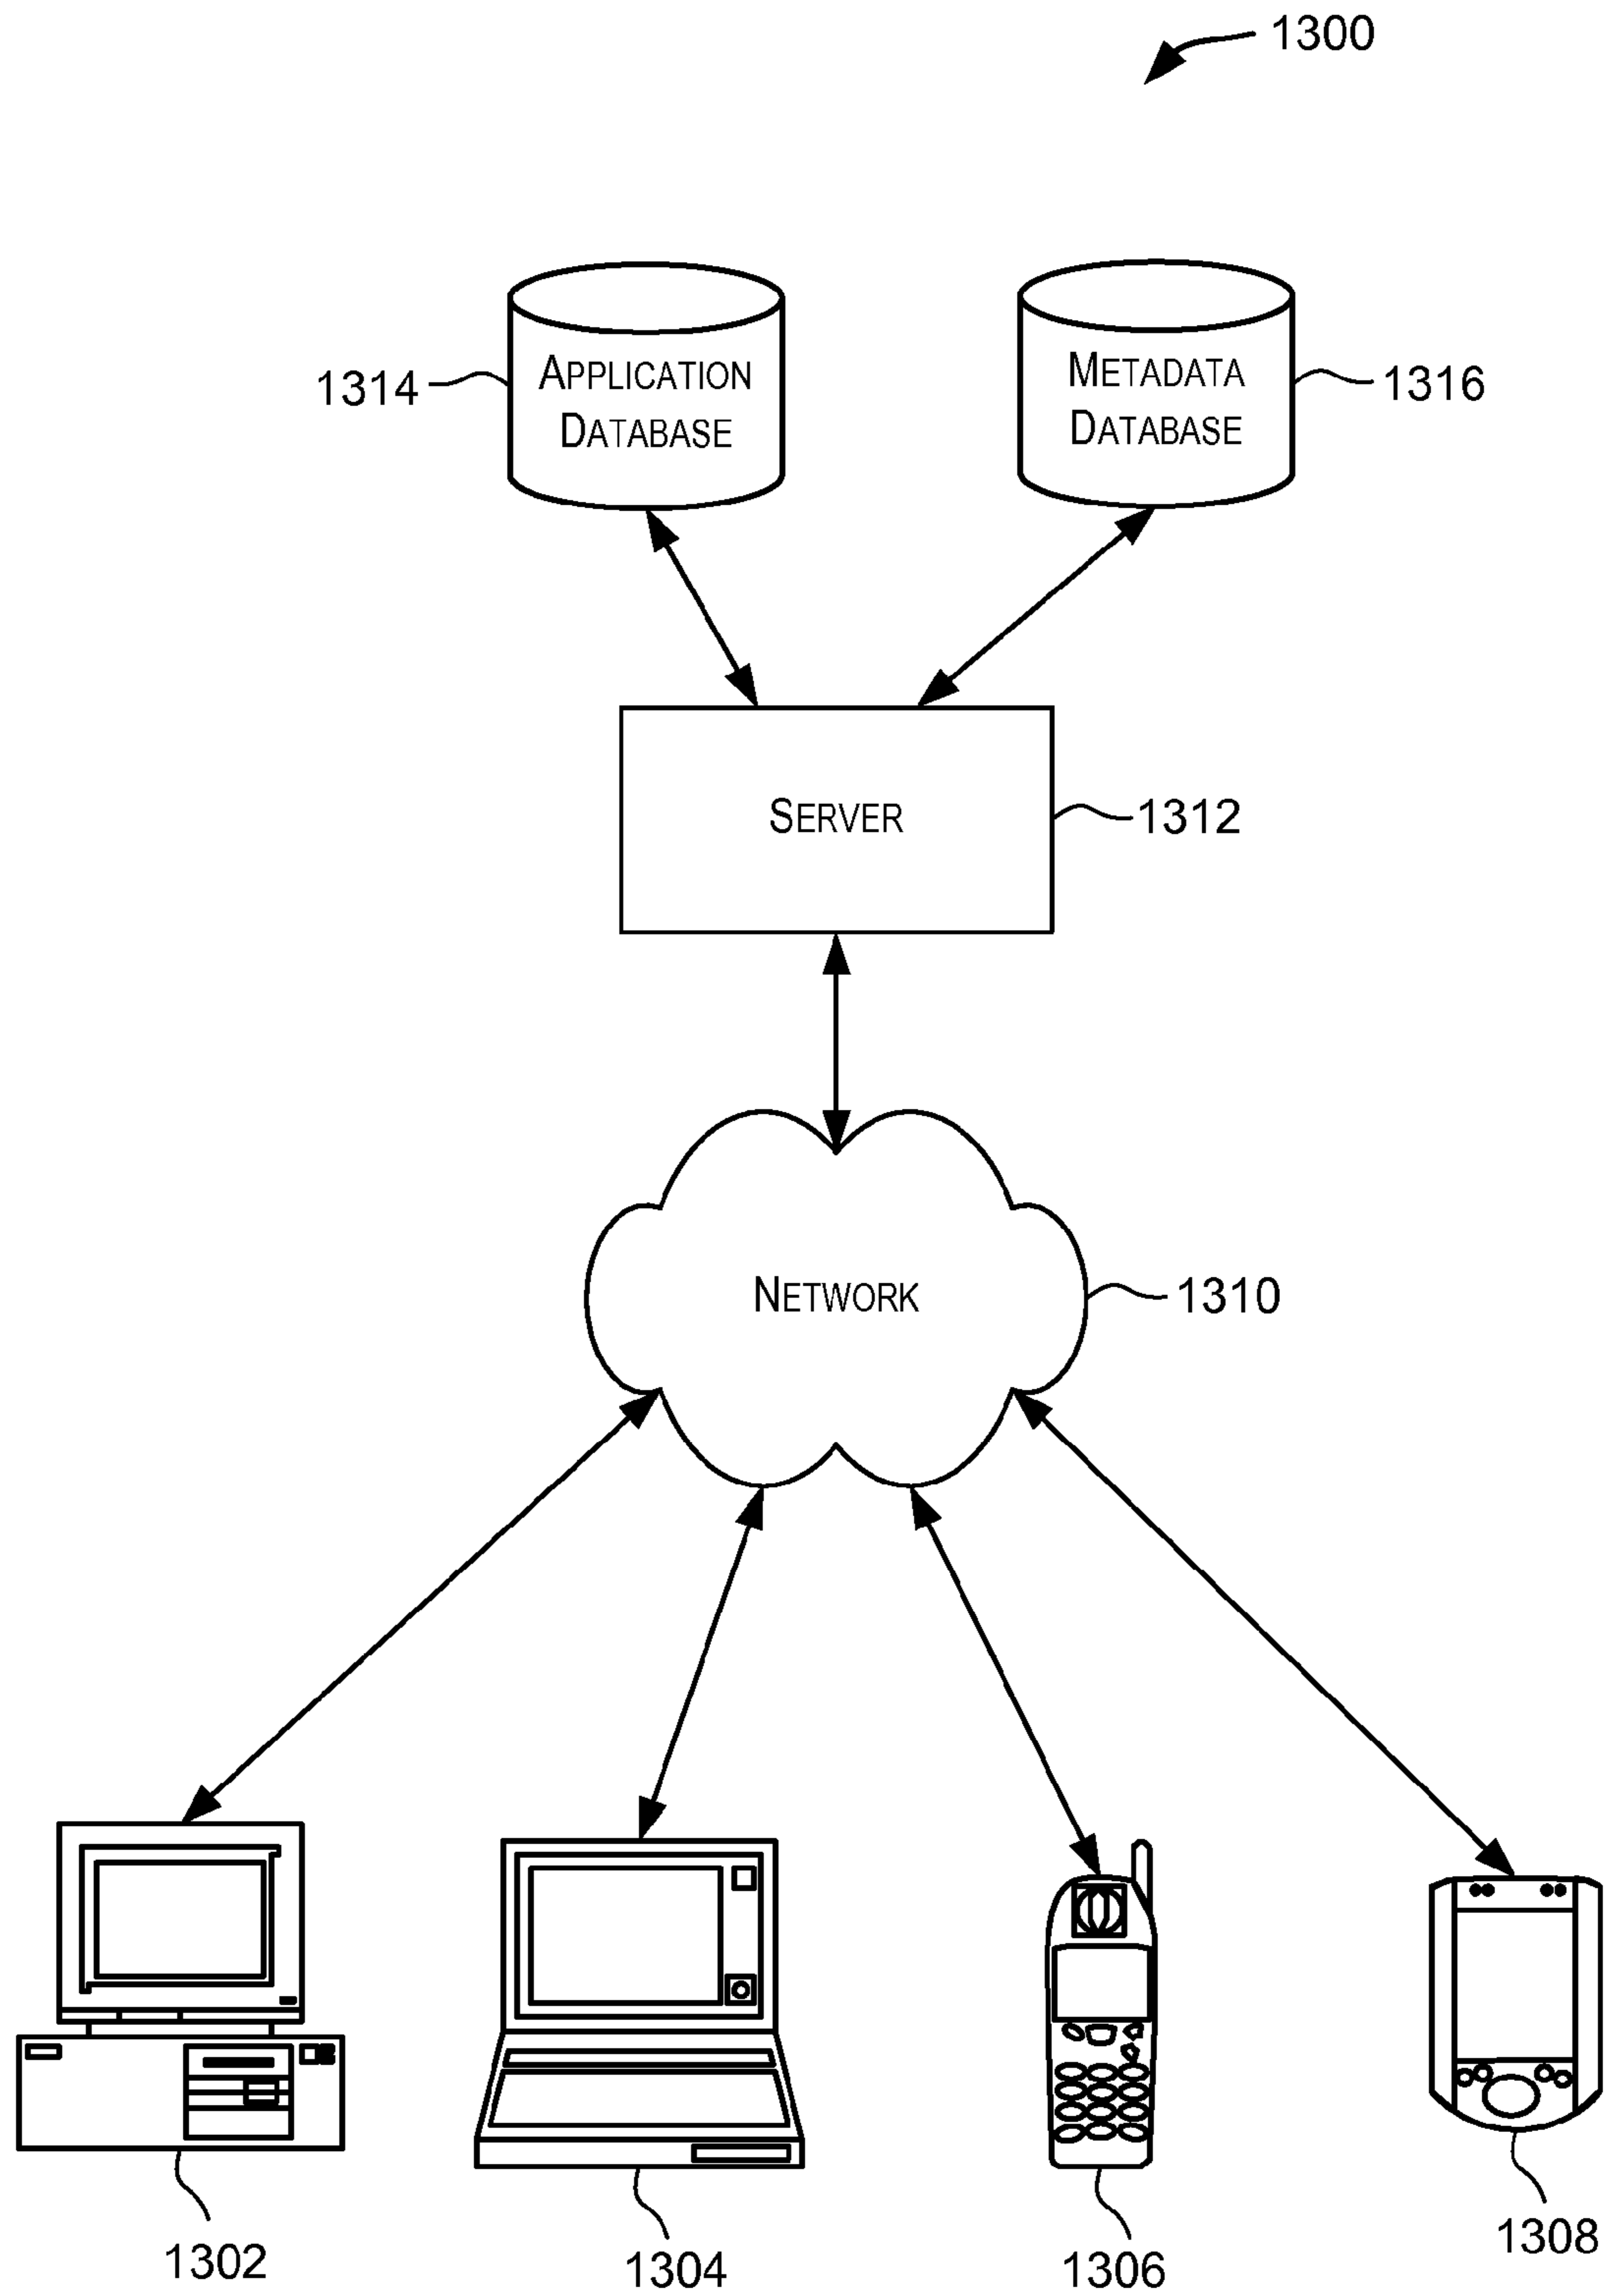 1300
APPLICATION
DATABASE
1314
METADATA
DATABASE
1316
SERVER
1312
NETWORK
1310
1302
1304
1306
1308